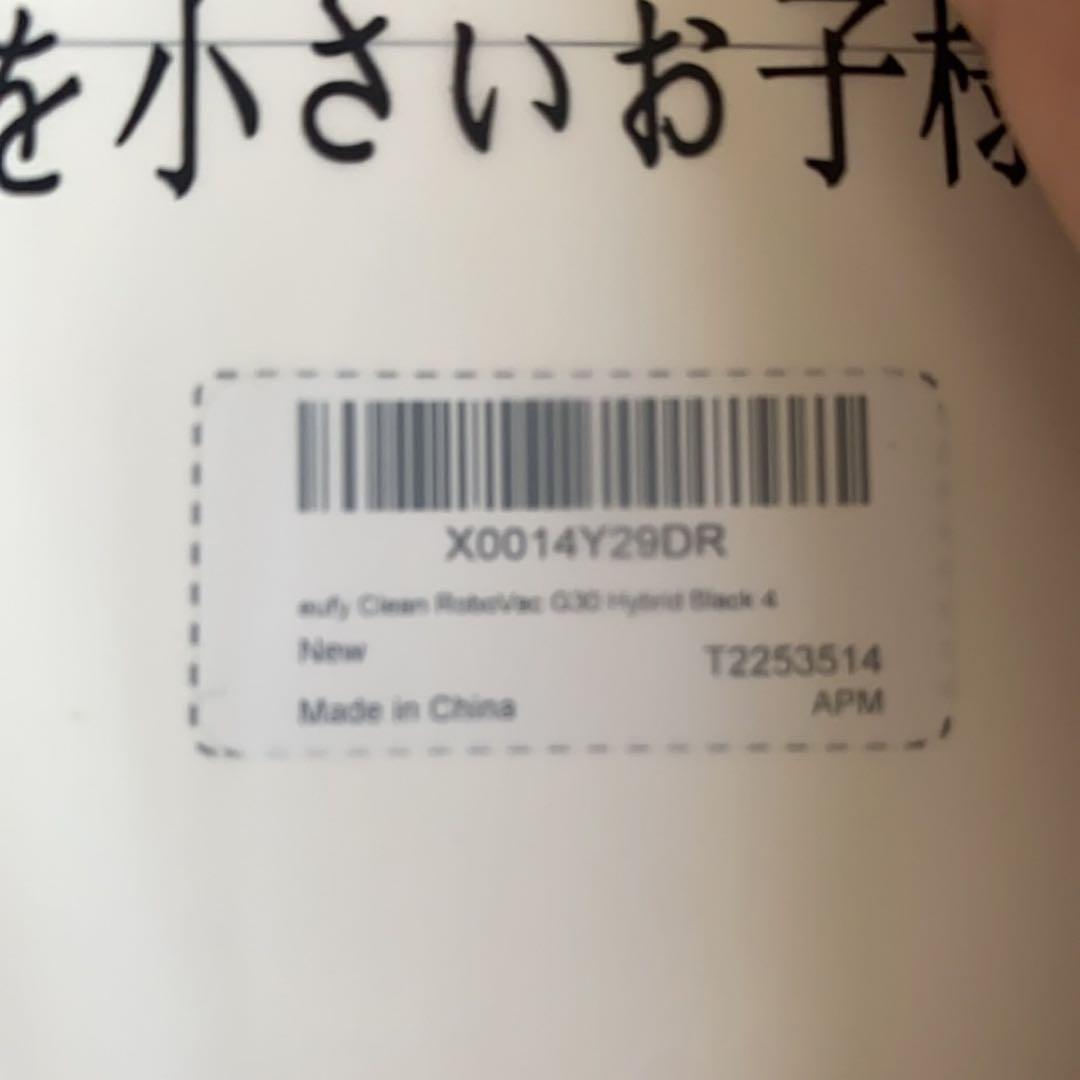 を小さいお子様
X0014Y29DR
eufy Clean RoboVac G30 Hybrid Black 4
New
T2253514
Made in China
APM